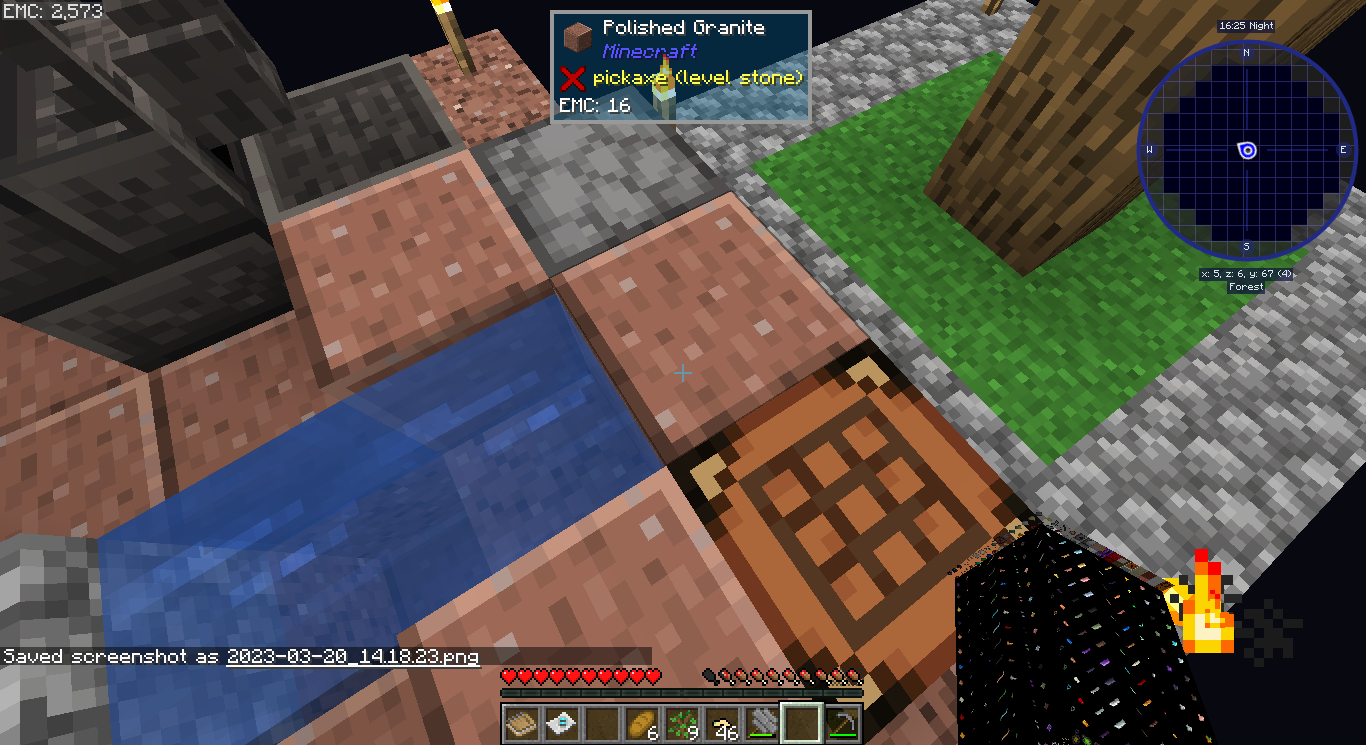 EMC: 2,573
Polished Granite
Minecraft
pickaxe (level stone)
EMC: 16
16:25 Night
N
W
E
S
x: 5, z: 6, y: 67 (4)
Forest
Saved screenshot as 2023-03-20_14.18.23.png
6
9
46